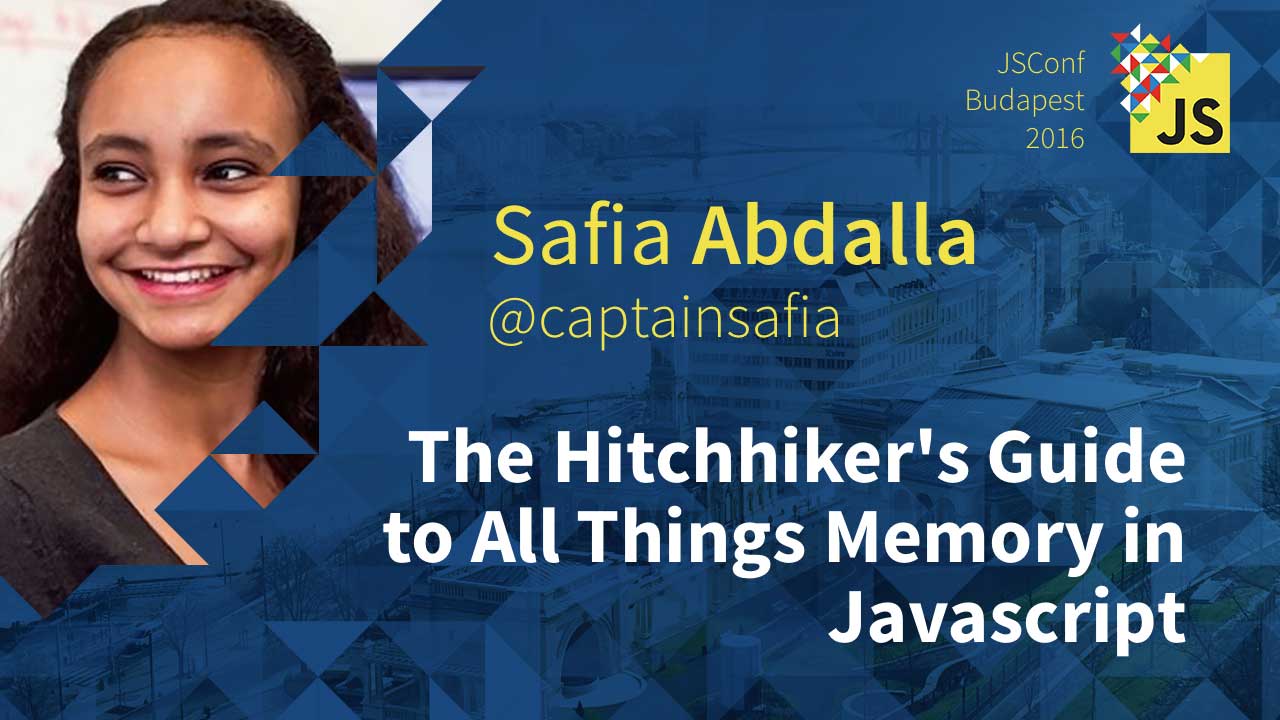 JSConf
Budapest
2016
JS
Safia Abdalla
@captainsafia
The Hitchhiker's Guide
to All Things Memory in
Javascript